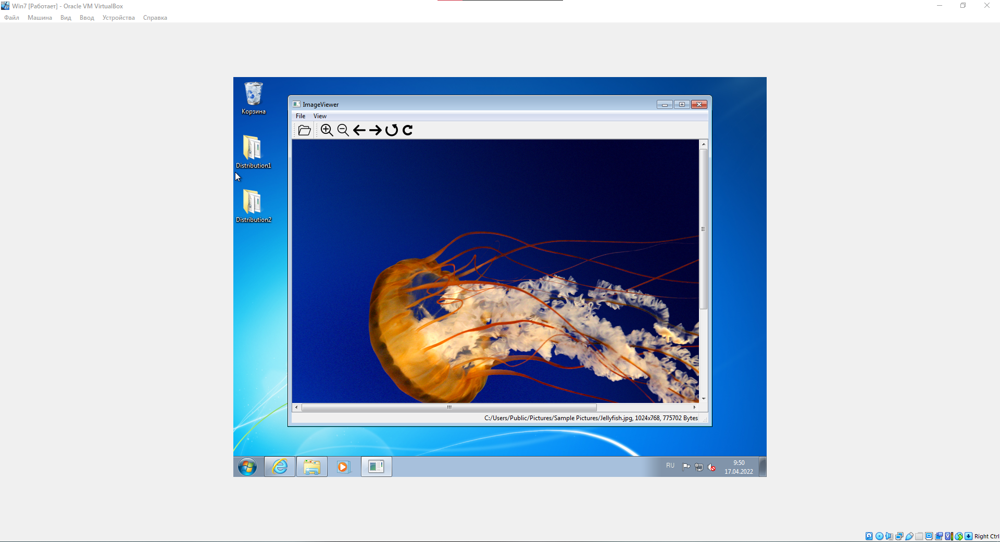 Win7 [Работает] - Oracle VM VirtualBox
Файл Машина Вид Ввод Устройства Справка
Корзина
Distribution1
Distribution2
ImageViewer
File View
C:/Users/Public/Pictures/Sample Pictures/Jellyfish.jpg, 1024x768, 775702 Bytes
RU
9:50
17.04.2022
Right Ctrl